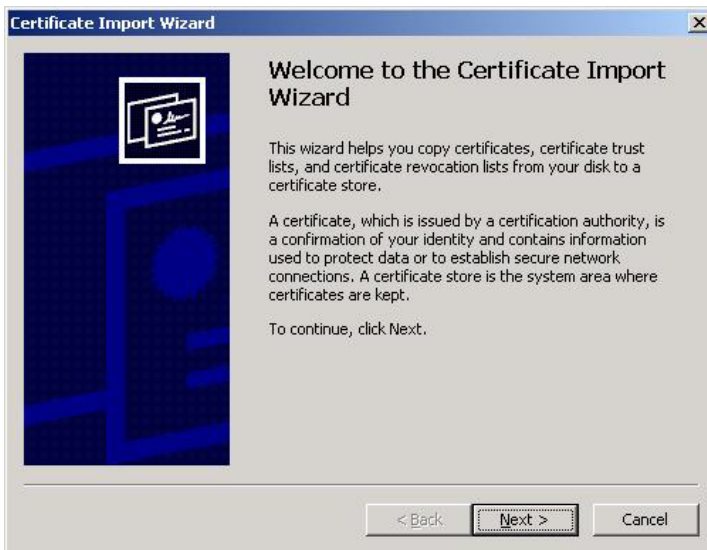 Certificate Import Wizard
Welcome to the Certificate Import
Wizard
This wizard helps you copy certificates, certificate trust
lists, and certificate revocation lists from your disk to a
certificate store.
A certificate, which is issued by a certification authority, is
a confirmation of your identity and contains information
used to protect data or to establish secure network
connections. A certificate store is the system area where
certificates are kept.
To continue, click Next.
< Back Next > Cancel